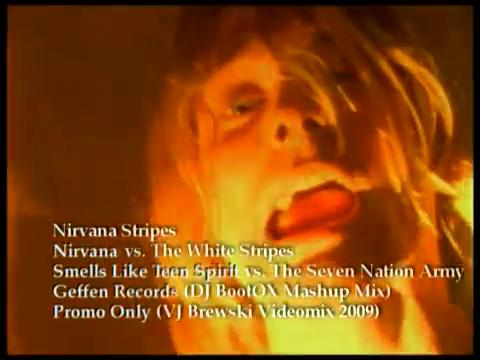 Nirvana Stripes
Nirvana vs. The White Stripes
Smells Like Teen Spirit vs. The Seven Nation Army
Geffen Records (DJ BootOX Mashup Mix)
Promo Only (VJ Brewski Videomix 2009)